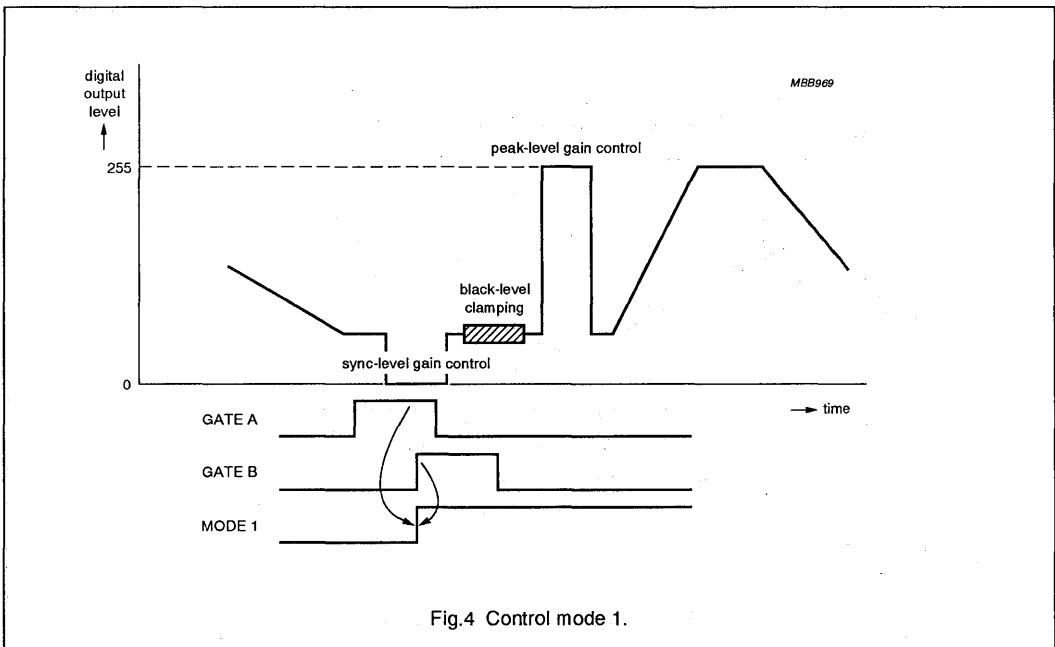 digital
output
level
MBB969
peak-level gain control
255
black-level
clamping
sync-level gain control
0
time
GATE A
GATE B
MODE 1
Fig.4 Control mode 1.